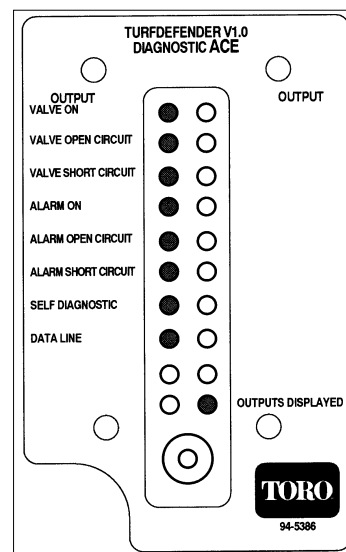 TURFDEFENDER V1.0
DIAGNOSTIC ACE
OUTPUT
OUTPUT
VALVE ON
VALVE OPEN CIRCUIT
VALVE SHORT CIRCUIT
ALARM ON
ALARM OPEN CIRCUIT
ALARM SHORT CIRCUIT
SELF DIAGNOSTIC
DATA LINE
OUTPUTS DISPLAYED
TORO
94-5386